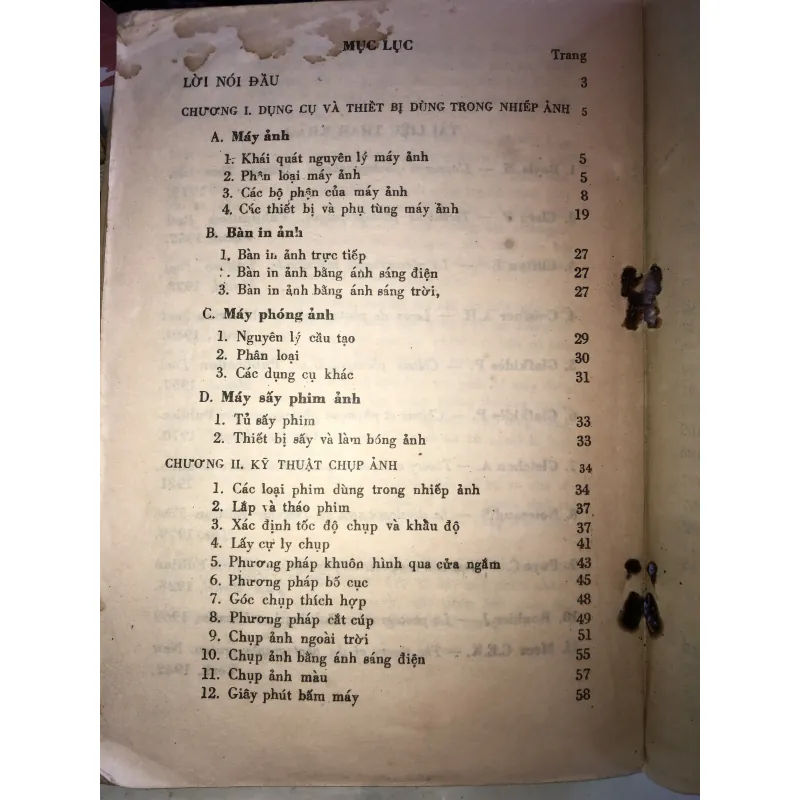 MỤC LỤC
Trang
LỜI NÓI ĐẦU 3
CHƯƠNG I. DỤNG CỤ VÀ THIẾT BỊ DÙNG TRONG NHIẾP ẢNH 5
A. Máy ảnh
1. Khái quát nguyên lý máy ảnh 5
2. Phân loại máy ảnh 5
3. Các bộ phận của máy ảnh 8
4. Các thiết bị và phụ tùng máy ảnh 19
B. Bàn in ảnh
1. Bàn in ảnh trực tiếp 27
2. Bàn in ảnh bằng ánh sáng điện 27
3. Bàn in ảnh bằng ánh sáng trời, 27
C. Máy phóng ảnh
1. Nguyên lý cấu tạo 29
2. Phân loại 30
3. Các dụng cụ khác 31
D. Máy sấy phim ảnh
1. Tủ sấy phim 33
2. Thiết bị sấy và làm bóng ảnh 33
CHƯƠNG II. KỸ THUẬT CHỤP ẢNH 34
1. Các loại phim dùng trong nhiếp ảnh 34
2. Lắp và tháo phim 37
3. Xác định tốc độ chụp và khẩu độ 37
4. Lấy cự ly chụp 41
5. Phương pháp khuôn hình qua cửa ngắm 43
6. Phương pháp bố cục 45
7. Góc chụp thích hợp 48
8. Phương pháp cắt cúp 49
9. Chụp ảnh ngoài trời 51
10. Chụp ảnh bằng ánh sáng điện 55
11. Chụp ảnh màu 57
12. Giây phút bấm máy 58